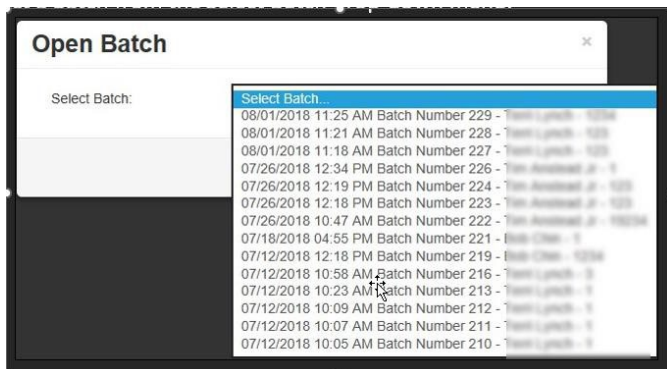 Open Batch
×
Select Batch:
Select Batch...
08/01/2018 11:25 AM Batch Number 229 -
08/01/2018 11:21 AM Batch Number 228 -
08/01/2018 11:18 AM Batch Number 227 -
07/26/2018 12:34 PM Batch Number 226 -
07/26/2018 12:19 PM Batch Number 224 -
07/26/2018 12:18 PM Batch Number 223 -
07/26/2018 10:47 AM Batch Number 222 -
07/18/2018 04:55 PM Batch Number 221 -
07/12/2018 12:18 PM Batch Number 219 -
07/12/2018 10:58 AM Batch Number 216 -
07/12/2018 10:23 AM Batch Number 213 -
07/12/2018 10:09 AM Batch Number 212 -
07/12/2018 10:07 AM Batch Number 211 -
07/12/2018 10:05 AM Batch Number 210 -